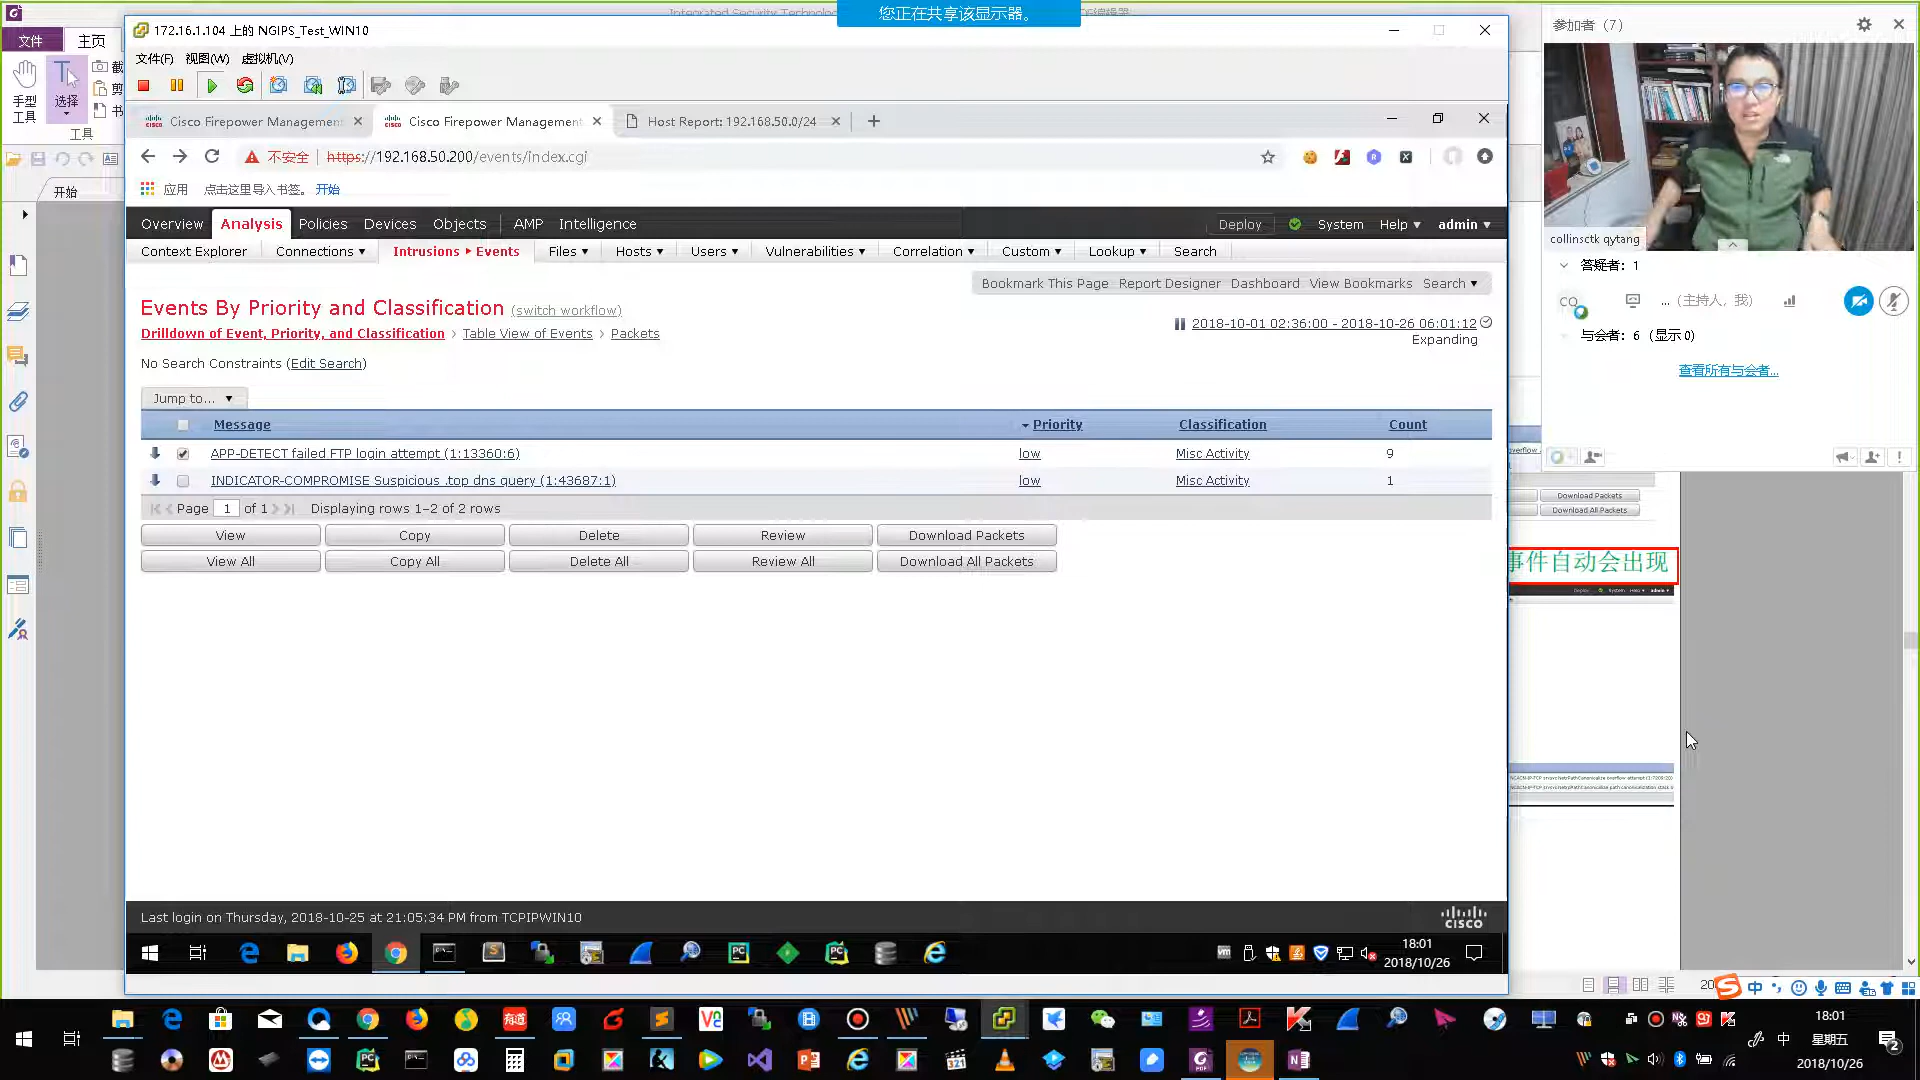 您正在共享该显示器。
文件
主页
手型
工具
选择
工具
开始
172.16.1.104 上的 NGIPS_Test_WIN10
文件(F) 视图(W) 虚拟机(V)
Cisco Firepower Management
Cisco Firepower Management
Host Report: 192.168.50.0/24
不安全 https://192.168.50.200/events/index.cgi
应用 点击这里导入书签。 开始
Overview Analysis Policies Devices Objects AMP Intelligence Deploy System Help admin
Context Explorer Connections Intrusions Events Files Hosts Users Vulnerabilities Correlation Custom Lookup Search
Bookmark This Page Report Designer Dashboard View Bookmarks Search
Events By Priority and Classification (switch workflow)
Drilldown of Event, Priority, and Classification > Table View of Events > Packets
2018-10-01 02:36:00 - 2018-10-26 06:01:12
Expanding
No Search Constraints (Edit Search)
Jump to...
Message Priority Classification Count
APP-DETECT failed FTP login attempt (1:13360:6) low Misc Activity 9
INDICATOR-COMPROMISE Suspicious .top dns query (1:43687:1) low Misc Activity 1
Page 1 of 1 Displaying rows 1–2 of 2 rows
View Copy Delete Review Download Packets
View All Copy All Delete All Review All Download All Packets
Last login on Thursday, 2018-10-25 at 21:05:34 PM from TCPIPWIN10
CISCO
18:01
2018/10/26
参加者（7）
collinsctk qytang
答疑者：1
CQ ... （主持人，我）
与会者：6（显示 0）
查看所有与会者...
Download Packets
Download All Packets
事件自动会出现
中
18:01
星期五
2018/10/26